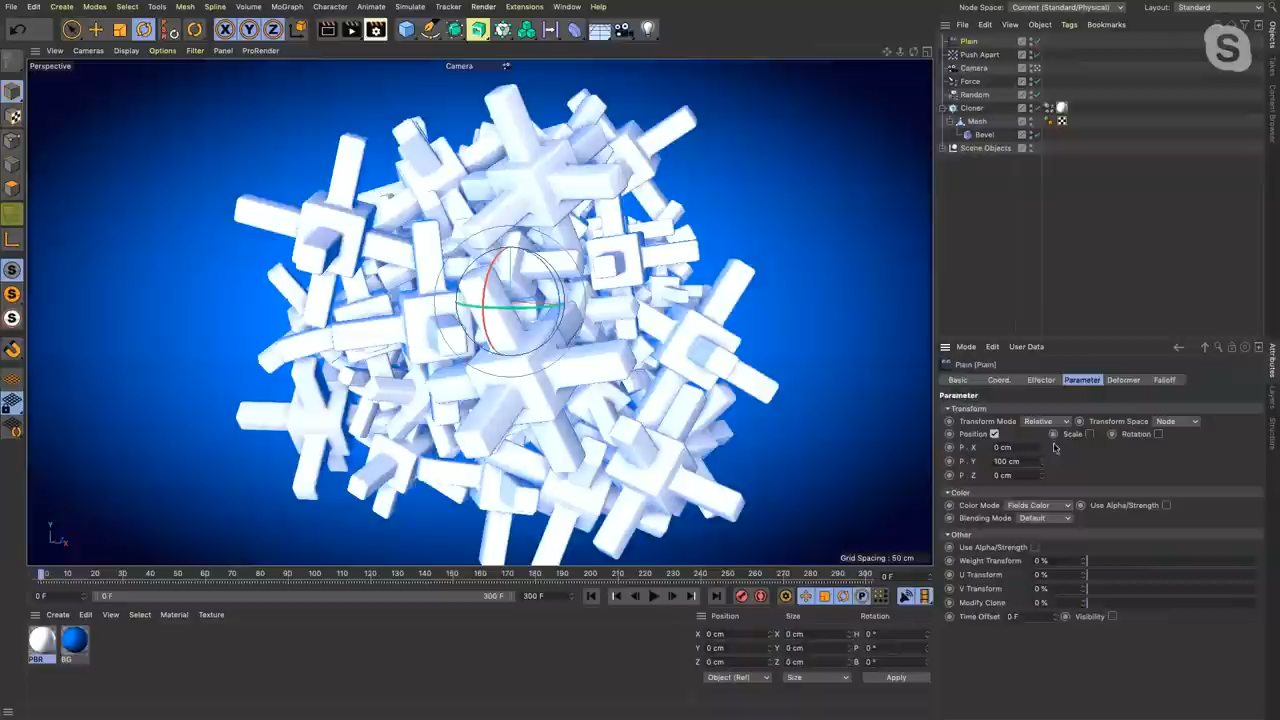 File Edit Create Modes Select Tools Mesh Spline Volume MoGraph Character Animate Simulate Tracker Render Extensions Window Help Node Space: Current (Standard/Physical) Layout: Standard
File Edit View Object Tags Bookmarks
X Y Z
View Cameras Display Options Filter Panel ProRender
Perspective Camera
Plain
Push Apart
Camera
Force
Random
Cloner
Mesh
Bevel
Scene Objects
Objects
Takes
Content Browser
Attributes
Layers
Structure
S
S
S
S
Mode Edit User Data
Plain [Plain]
Basic Coord. Effector Parameter Deformer Falloff
Parameter
Transform
Transform Mode Relative Transform Space Node
Position Scale Rotation
P . X 0 cm
P . Y 100 cm
P . Z 0 cm
Color
Color Mode Fields Color Use Alpha/Strength
Blending Mode Default
Other
Use Alpha/Strength
Weight Transform 0 %
U Transform 0 %
V Transform 0 %
Modify Clone 0 %
Time Offset 0 F Visibility
Y
X
Grid Spacing : 50 cm
0 10 20 30 40 50 60 70 80 90 100 110 120 130 140 150 160 170 180 190 200 210 220 230 240 250 260 270 280 290 300 0 F
0 F 0 F 300 F 300 F P
Create Edit View Select Material Texture
PBR BG
Position Size Rotation
X 0 cm X 0 cm H 0 °
Y 0 cm Y 0 cm P 0 °
Z 0 cm Z 0 cm B 0 °
Object (Rel) Size Apply